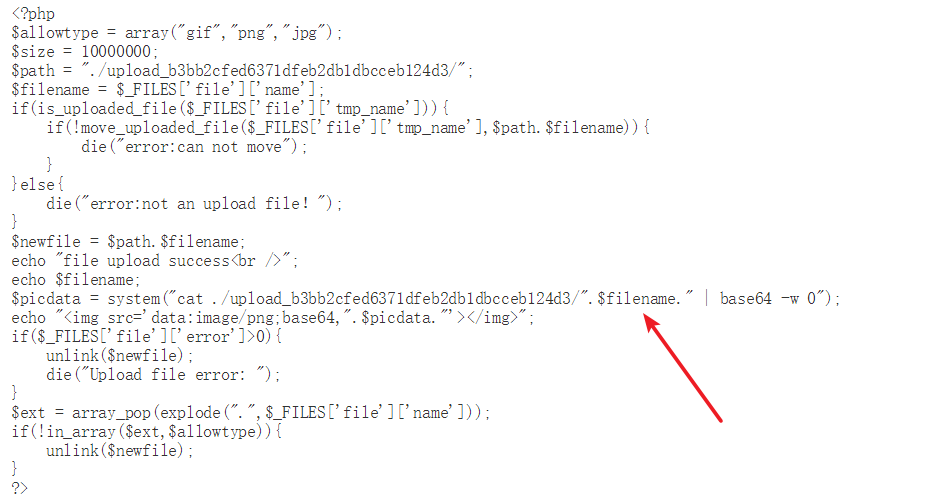 <?php
$allowtype = array("gif","png","jpg");
$size = 10000000;
$path = "./upload_b3bb2cfed6371dfeb2db1dbcceb124d3/";
$filename = $_FILES['file']['name'];
if(is_uploaded_file($_FILES['file']['tmp_name'])){
    if(!move_uploaded_file($_FILES['file']['tmp_name'],$path.$filename)){
        die("error:can not move");
    }
}else{
    die("error:not an upload file！");
}
$newfile = $path.$filename;
echo "file upload success<br />";
echo $filename;
$picdata = system("cat ./upload_b3bb2cfed6371dfeb2db1dbcceb124d3/".$filename." | base64 -w 0");
echo "<img src='data:image/png;base64,".$picdata."'></img>";
if($_FILES['file']['error']>0){
    unlink($newfile);
    die("Upload file error: ");
}
$ext = array_pop(explode(".",$_FILES['file']['name']));
if(!in_array($ext,$allowtype)){
    unlink($newfile);
}
?>